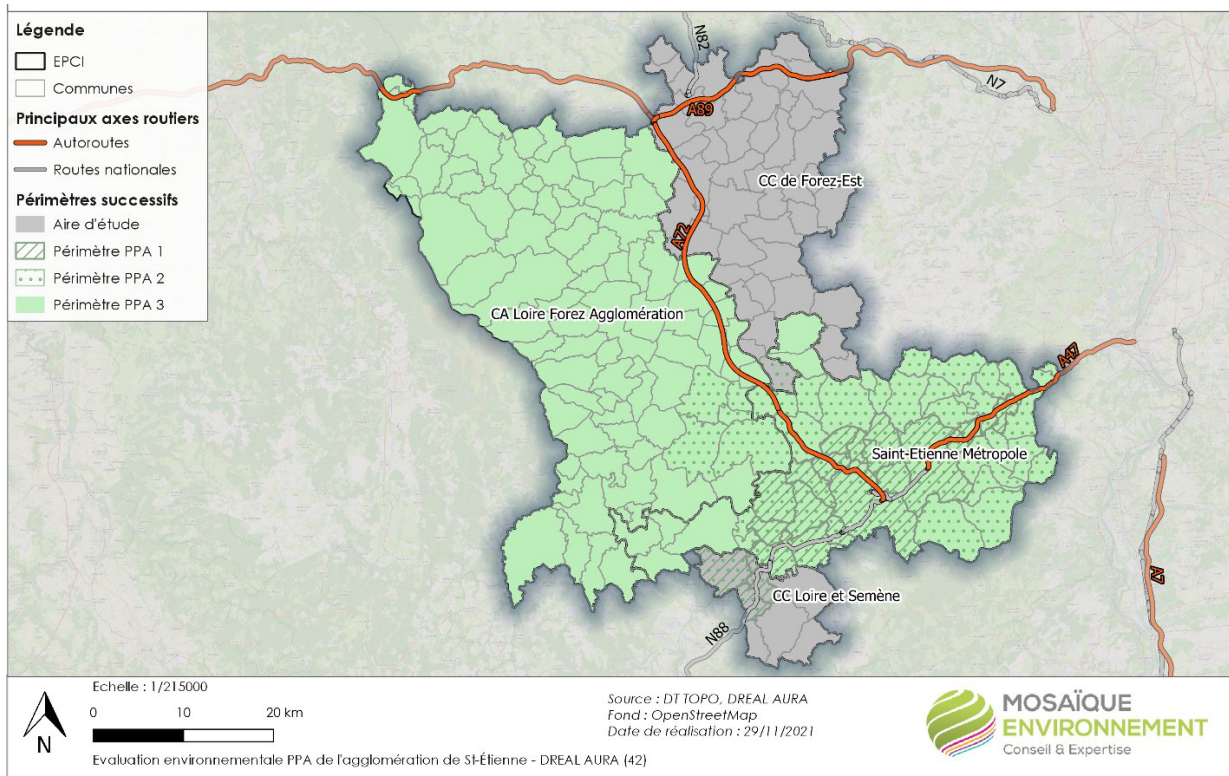 Légende
EPCI
Communes
Principaux axes routiers
Autoroutes
Routes nationales
Périmètres successifs
Aire d'étude
Périmètre PPA 1
Périmètre PPA 2
Périmètre PPA 3
N82
N7
A89
CC de Forez-Est
A72
CA Loire Forez Agglomération
A47
Saint-Etienne Métropole
CC Loire et Semène
N88
A7
N
Echelle : 1/215000
0 10 20 km
Source : DT TOPO, DREAL AURA
Fond : OpenStreetMap
Date de réalisation : 29/11/2021
Evaluation environnementale PPA de l'agglomération de St-Étienne - DREAL AURA (42)
MOSAÏQUE
ENVIRONNEMENT
Conseil & Expertise